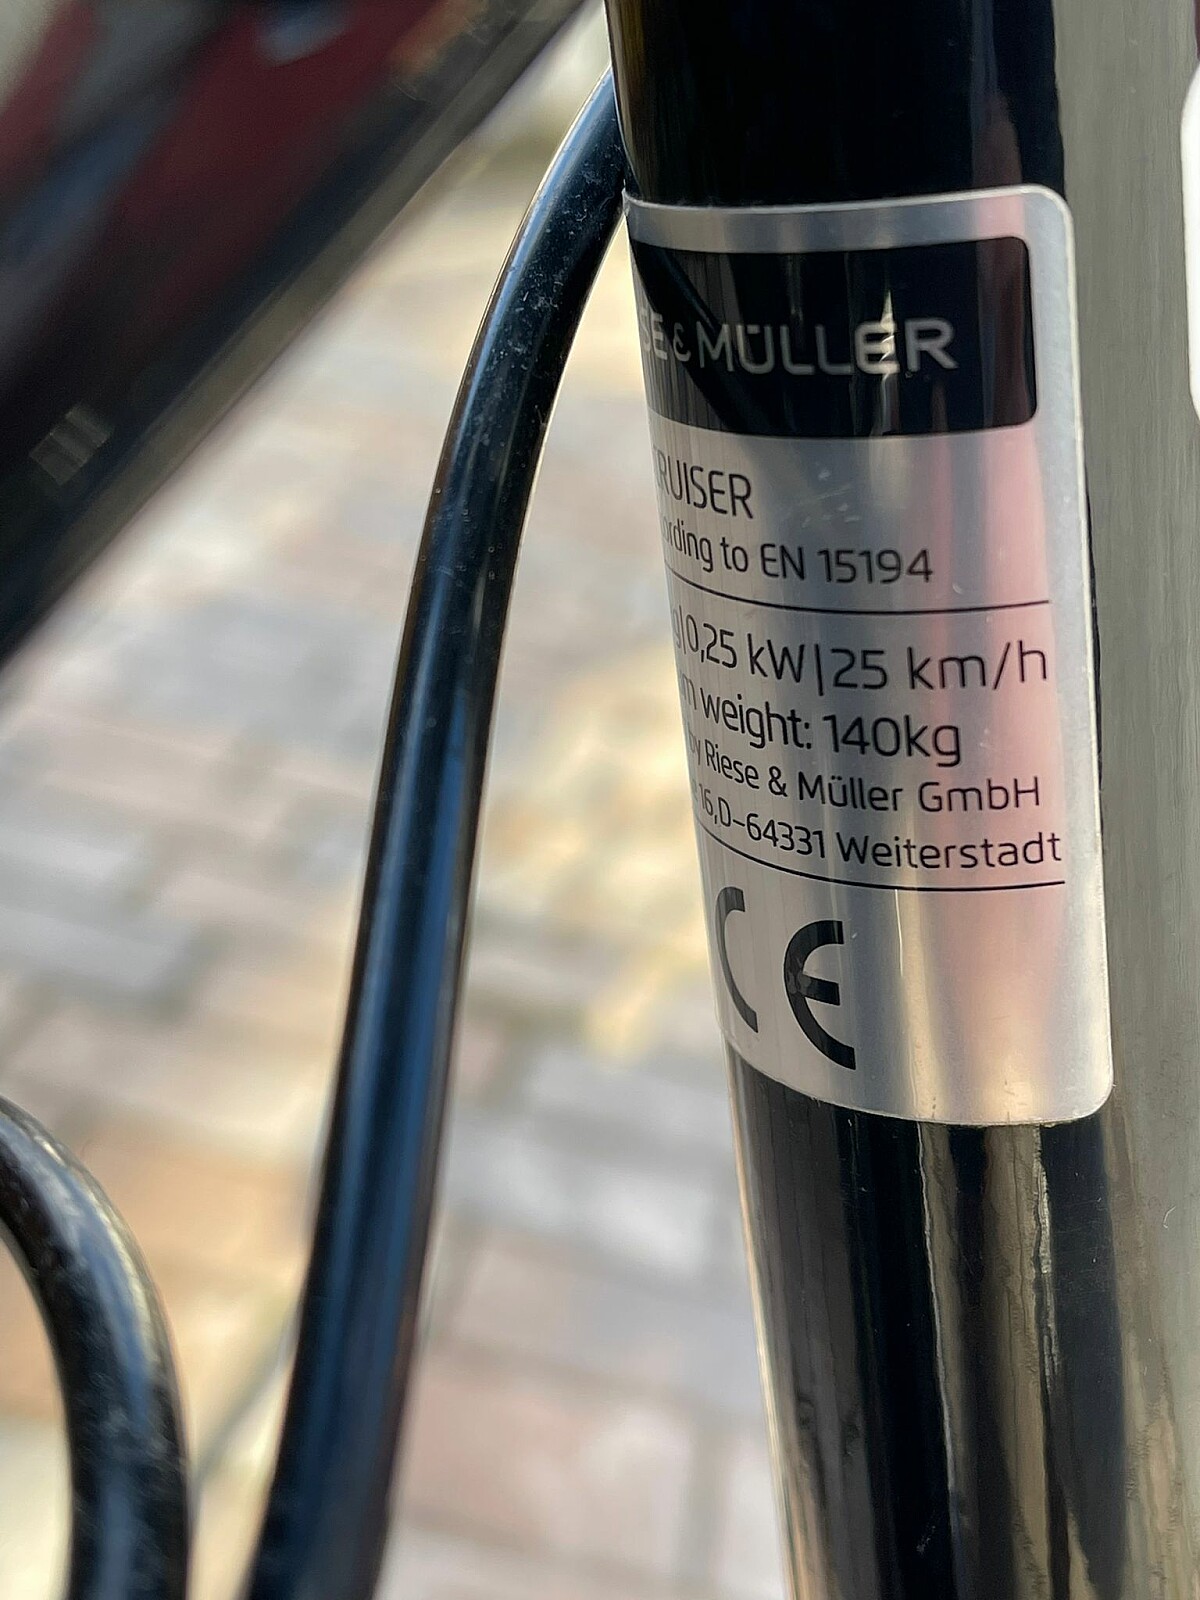 SE & MÜLLER
RUISER
ording to EN 15194
g|0,25 kW|25 km/h
m weight: 140kg
by Riese & Müller GmbH
e 16,D-64331 Weiterstadt
CE